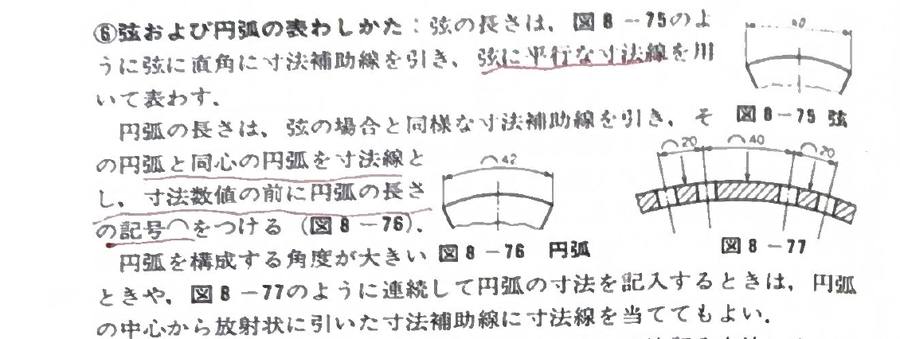 ⑥弦および円弧の表わしかた：弦の長さは，図8－75のよ
うに弦に直角に寸法補助線を引き，弦に平行な寸法線を用
いて表わす．
40
図8－75 弦
円弧の長さは，弦の場合と同様な寸法補助線を引き，そ
の円弧と同心の円弧を寸法線と
し，寸法数値の前に円弧の長さ
の記号⌒をつける（図8－76）．
⌒42
図8－76 円弧
⌒20 ⌒40 ⌒20
図8－77
円弧を構成する角度が大きい
ときや，図8－77のように連続して円弧の寸法を記入するときは，円弧
の中心から放射状に引いた寸法補助線に寸法線を当ててもよい．